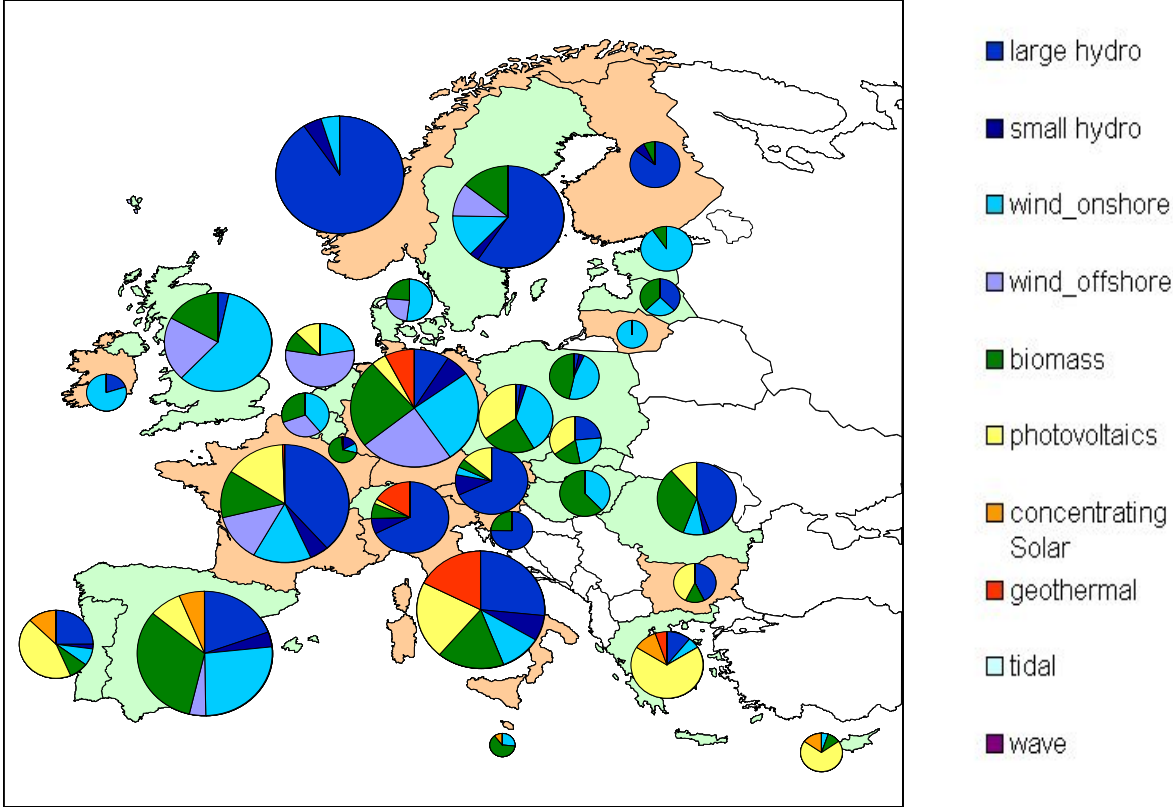 large hydro
small hydro
wind_onshore
wind_offshore
biomass
photovoltaics
concentrating
Solar
geothermal
tidal
wave